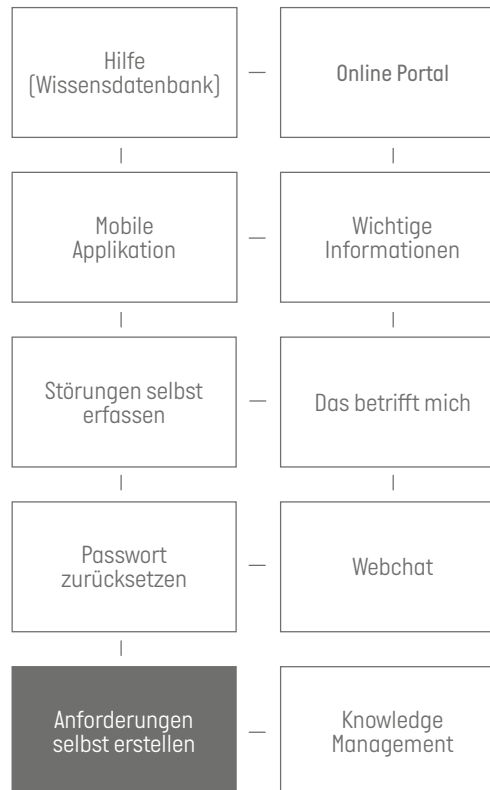 Hilfe
(Wissensdatenbank)
Online Portal
Mobile
Applikation
Wichtige
Informationen
Störungen selbst
erfassen
Das betrifft mich
Passwort
zurücksetzen
Webchat
Anforderungen
selbst erstellen
Knowledge
Management